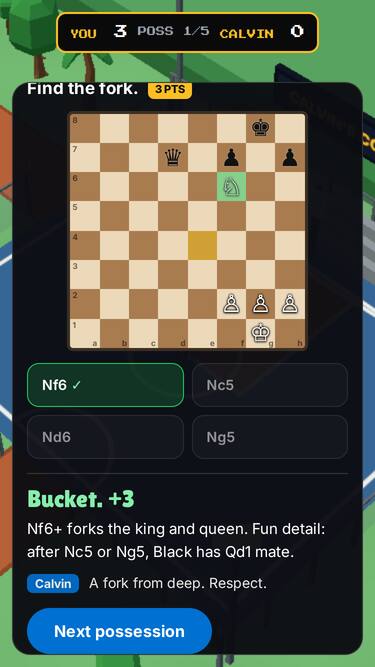 YOU 3 POSS 1/5 CALVIN 0
Find the fork. 3 PTS
8
7
6
5
4
3
2
1
a b c d e f g h
Nf6 ✓ Nc5
Nd6 Ng5
Bucket. +3
Nf6+ forks the king and queen. Fun detail:
after Nc5 or Ng5, Black has Qd1 mate.
Calvin A fork from deep. Respect.
Next possession